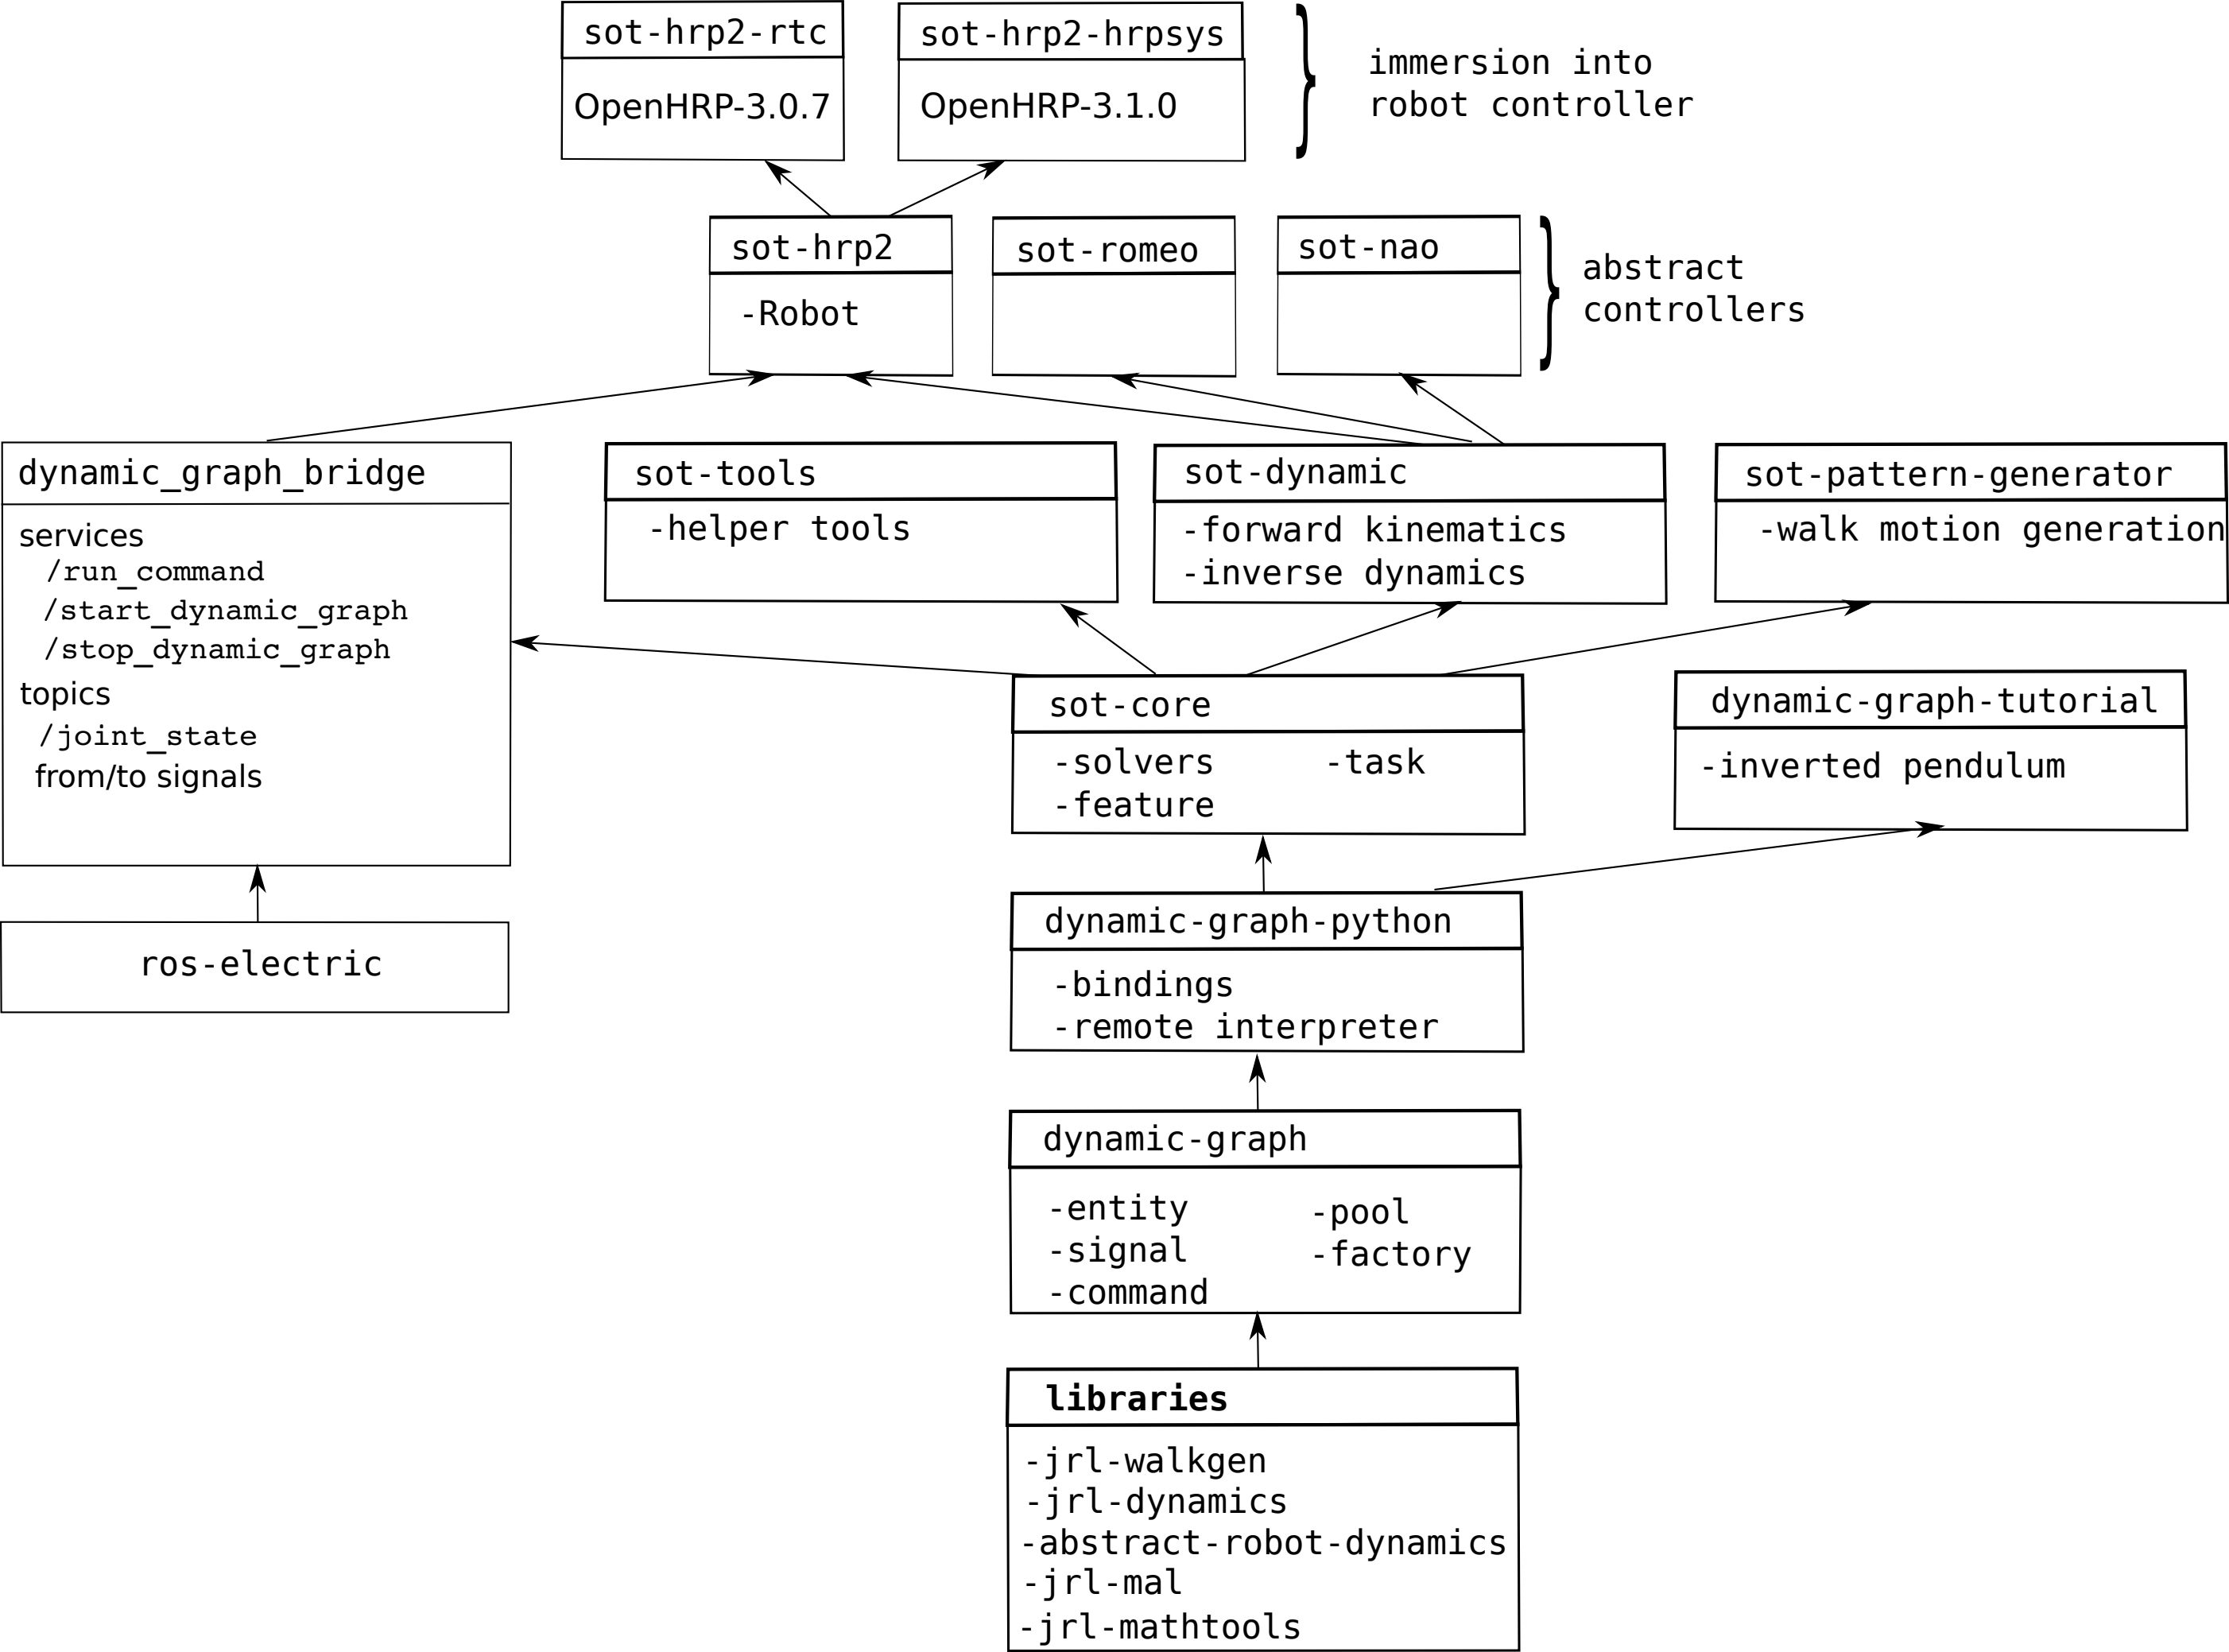 sot-hrp2-rtc
OpenHRP-3.0.7
sot-hrp2-hrpsys
OpenHRP-3.1.0
immersion into
robot controller
sot-hrp2
-Robot
sot-romeo
sot-nao
abstract
controllers
dynamic_graph_bridge
services
/run_command
/start_dynamic_graph
/stop_dynamic_graph
topics
/joint_state
from/to signals
sot-tools
-helper tools
sot-dynamic
-forward kinematics
-inverse dynamics
sot-pattern-generator
-walk motion generation
sot-core
-solvers -task
-feature
dynamic-graph-tutorial
-inverted pendulum
ros-electric
dynamic-graph-python
-bindings
-remote interpreter
dynamic-graph
-entity -pool
-signal -factory
-command
libraries
-jrl-walkgen
-jrl-dynamics
-abstract-robot-dynamics
-jrl-mal
-jrl-mathtools